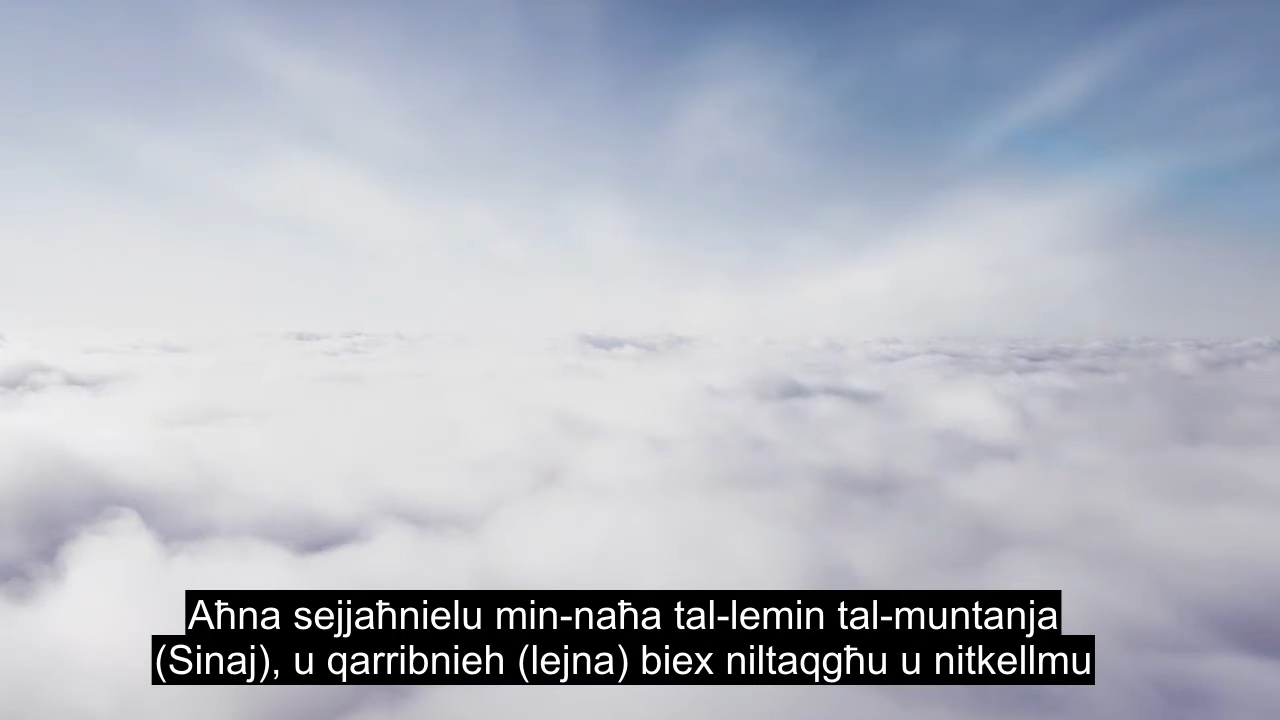 Aħna sejjaħnielu min-naħa tal-lemin tal-muntanja
(Sinaj), u qarribnieh (lejna) biex niltaqgħu u nitkellmu